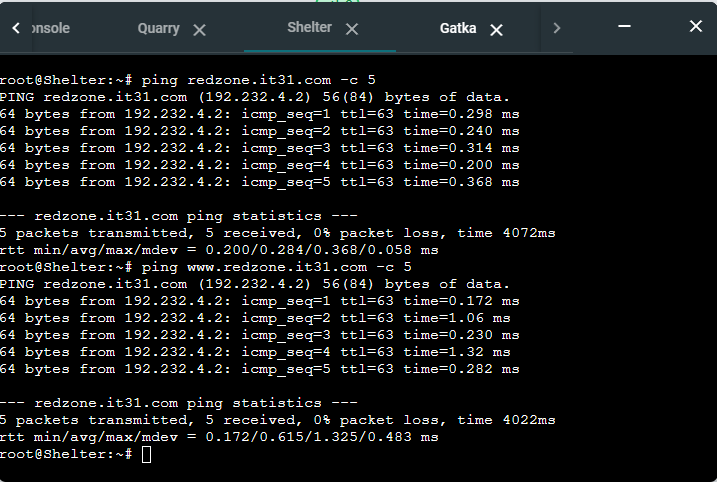 onsole Quarry Shelter Gatka
root@Shelter:~# ping redzone.it31.com -c 5
PING redzone.it31.com (192.232.4.2) 56(84) bytes of data.
64 bytes from 192.232.4.2: icmp_seq=1 ttl=63 time=0.298 ms
64 bytes from 192.232.4.2: icmp_seq=2 ttl=63 time=0.240 ms
64 bytes from 192.232.4.2: icmp_seq=3 ttl=63 time=0.314 ms
64 bytes from 192.232.4.2: icmp_seq=4 ttl=63 time=0.200 ms
64 bytes from 192.232.4.2: icmp_seq=5 ttl=63 time=0.368 ms
--- redzone.it31.com ping statistics ---
5 packets transmitted, 5 received, 0% packet loss, time 4072ms
rtt min/avg/max/mdev = 0.200/0.284/0.368/0.058 ms
root@Shelter:~# ping www.redzone.it31.com -c 5
PING redzone.it31.com (192.232.4.2) 56(84) bytes of data.
64 bytes from 192.232.4.2: icmp_seq=1 ttl=63 time=0.172 ms
64 bytes from 192.232.4.2: icmp_seq=2 ttl=63 time=1.06 ms
64 bytes from 192.232.4.2: icmp_seq=3 ttl=63 time=0.230 ms
64 bytes from 192.232.4.2: icmp_seq=4 ttl=63 time=1.32 ms
64 bytes from 192.232.4.2: icmp_seq=5 ttl=63 time=0.282 ms
--- redzone.it31.com ping statistics ---
5 packets transmitted, 5 received, 0% packet loss, time 4022ms
rtt min/avg/max/mdev = 0.172/0.615/1.325/0.483 ms
root@Shelter:~#